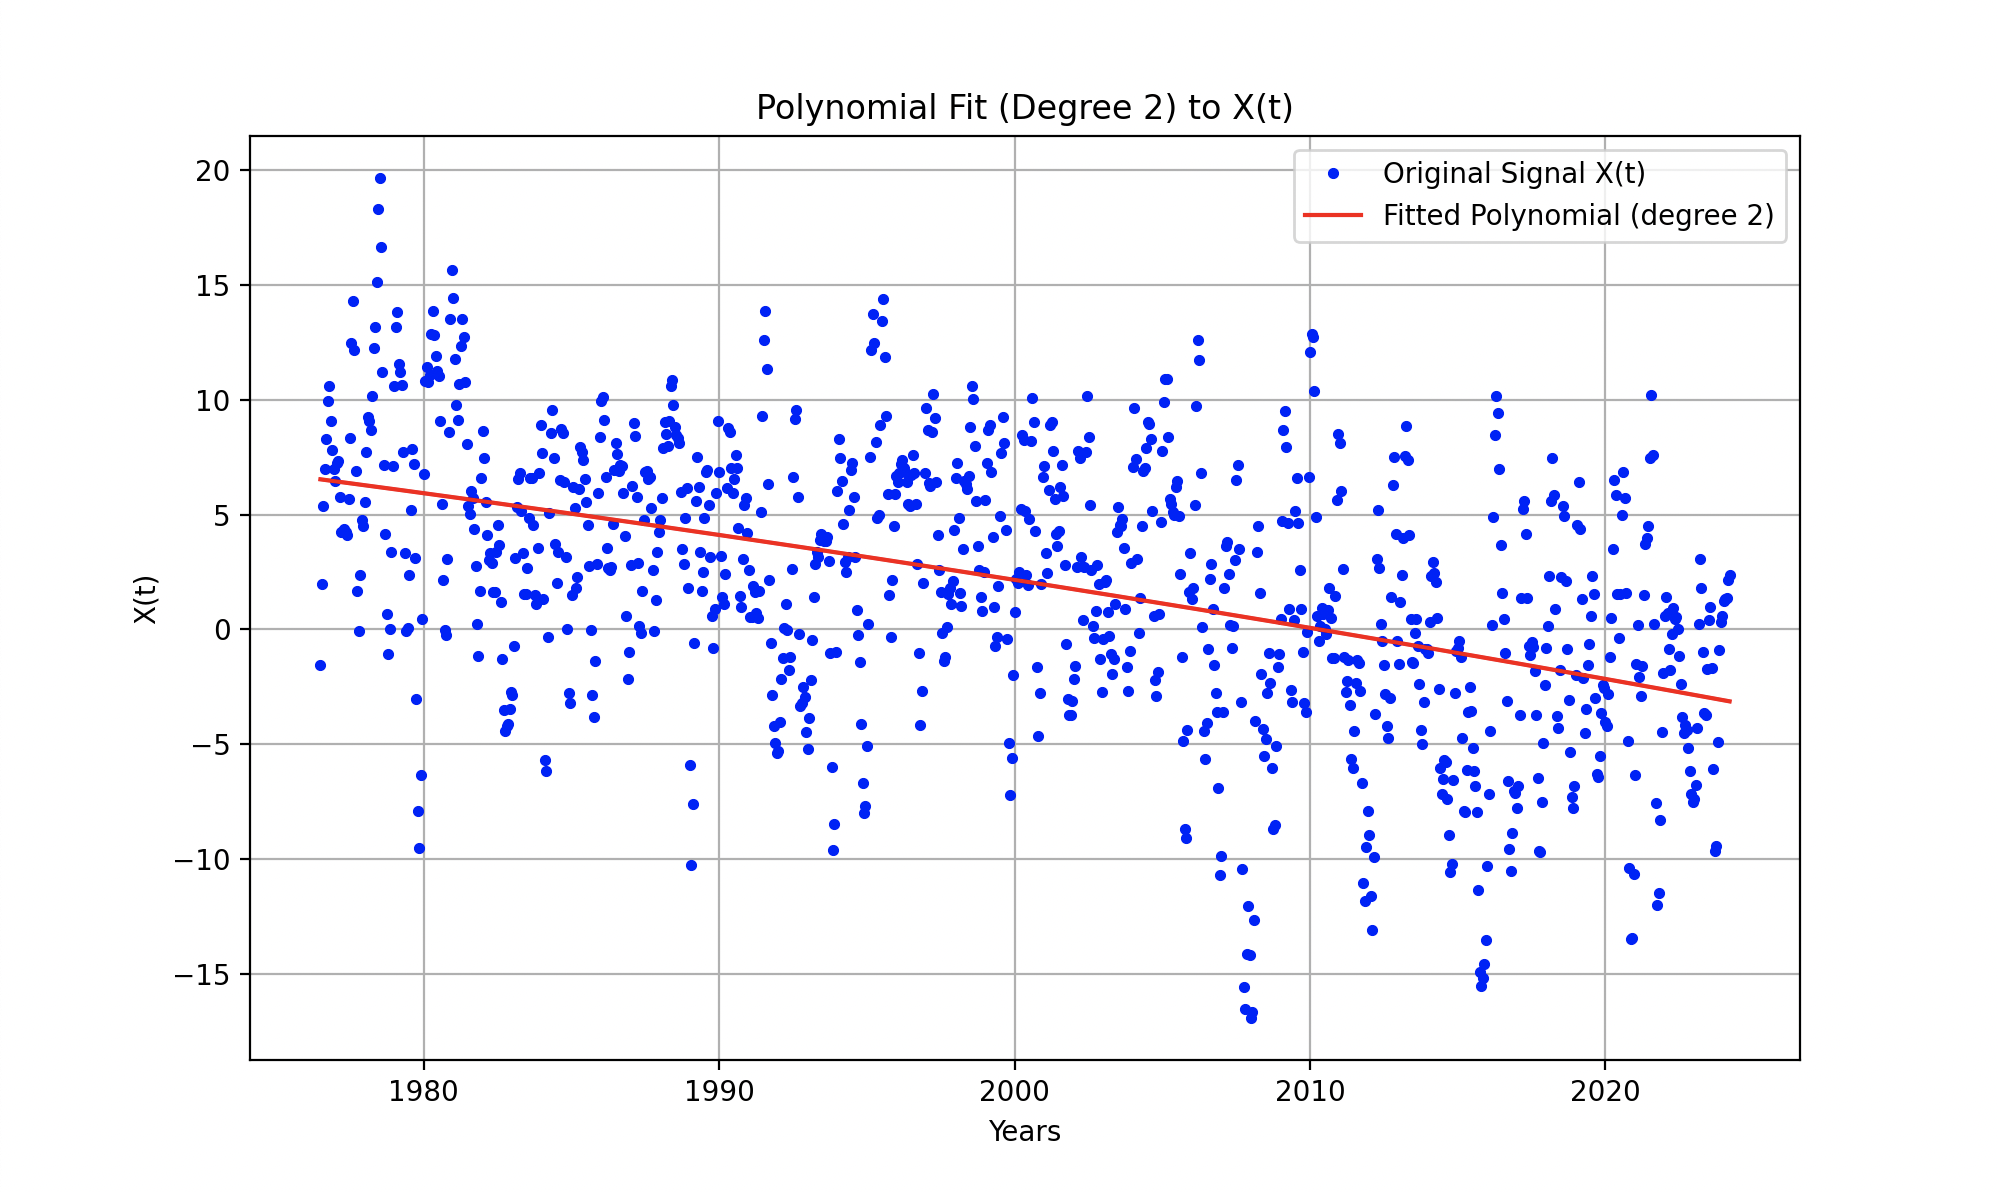 Polynomial Fit (Degree 2) to X(t)
Original Signal X(t)
Fitted Polynomial (degree 2)
20
15
10
5
0
−5
−10
−15
X(t)
1980 1990 2000 2010 2020
Years